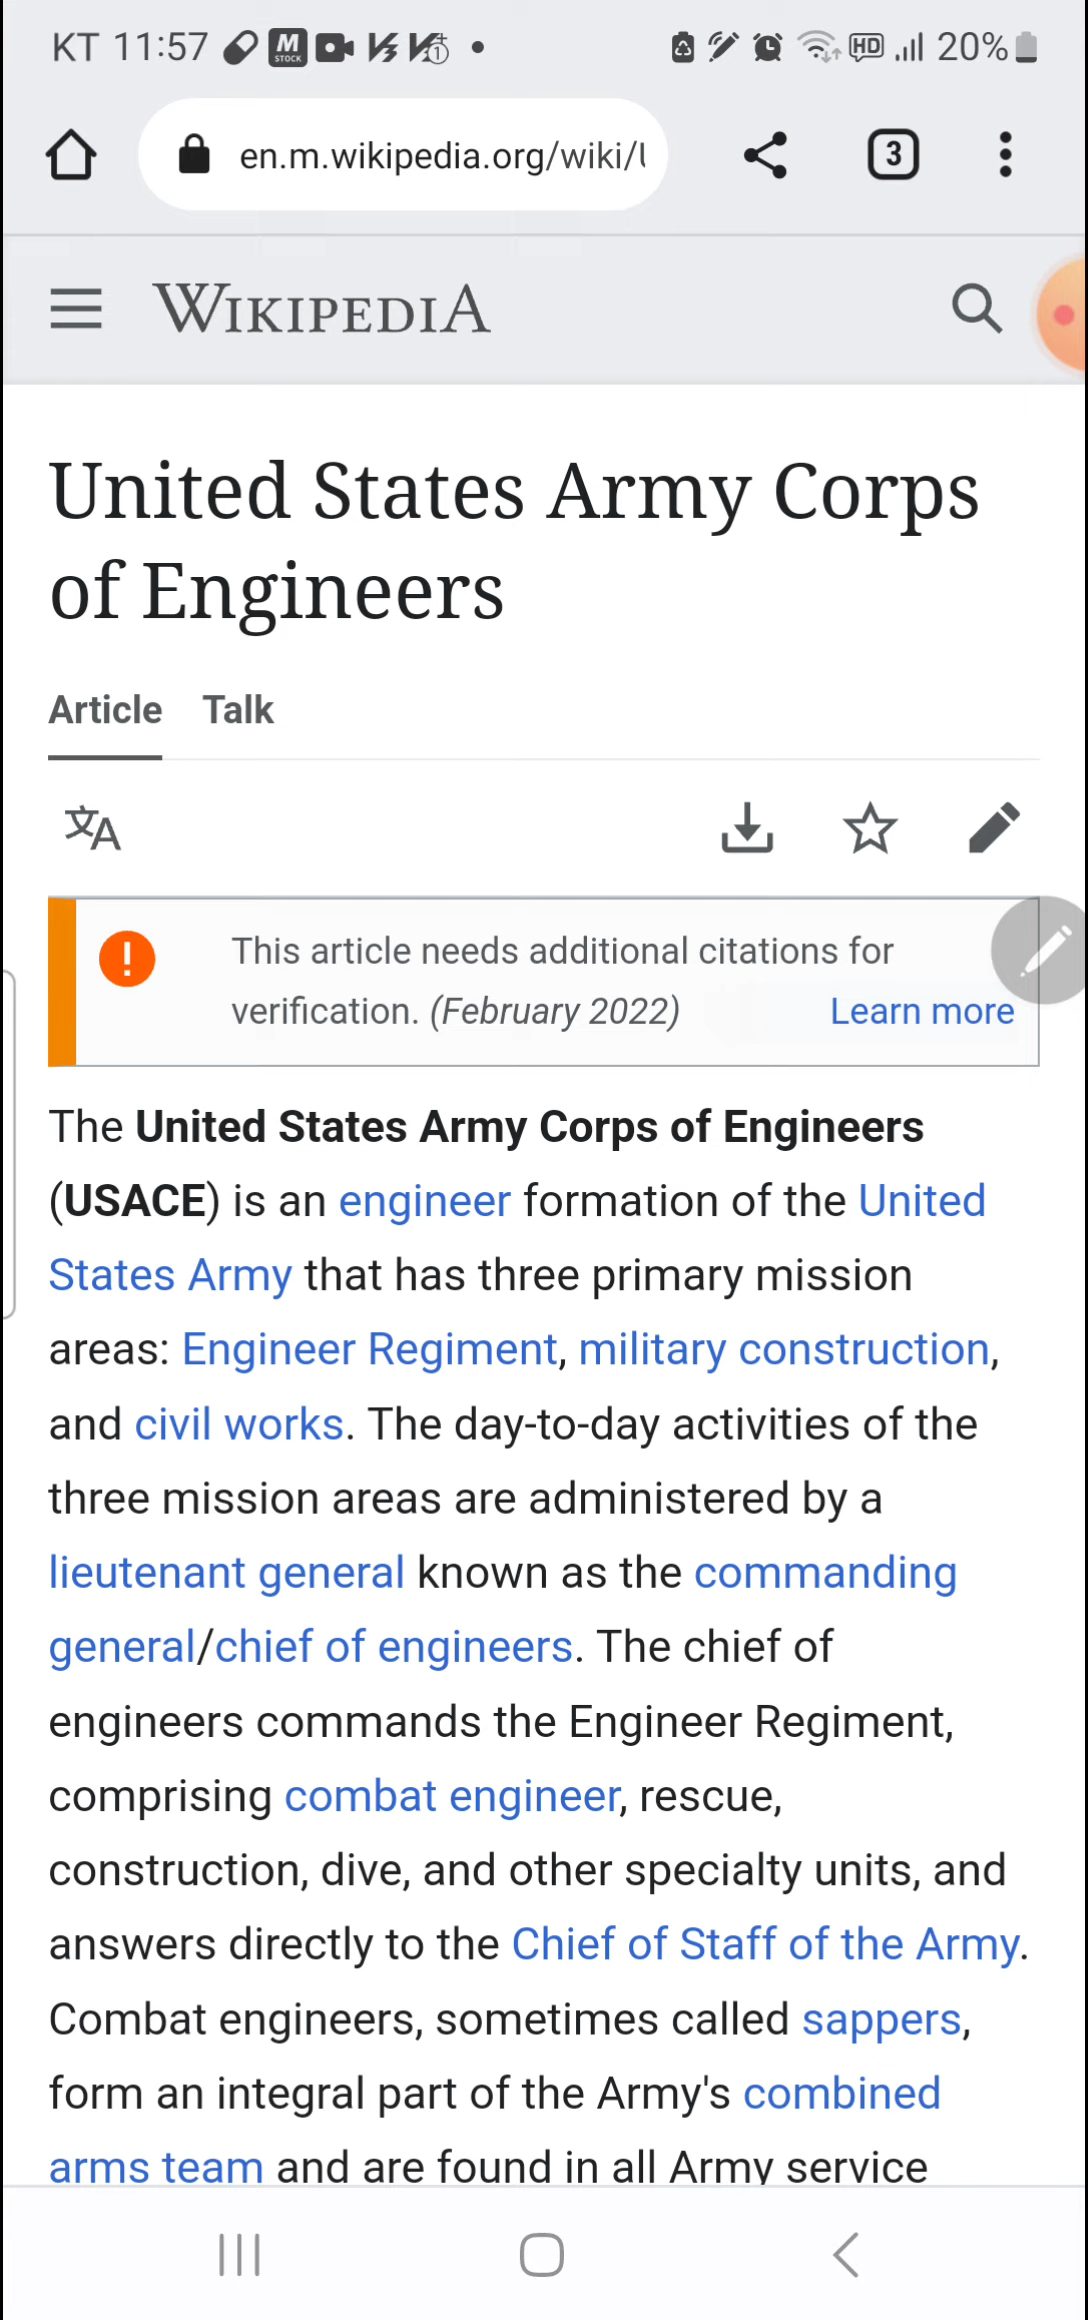 KT 11:57 M STOCK 1 HD 20%
en.m.wikipedia.org/wiki/
3
WIKIPEDIA
United States Army Corps
of Engineers
Article Talk
文A
This article needs additional citations for
verification. (February 2022) Learn more
The United States Army Corps of Engineers
(USACE) is an engineer formation of the United
States Army that has three primary mission
areas: Engineer Regiment, military construction,
and civil works. The day-to-day activities of the
three mission areas are administered by a
lieutenant general known as the commanding
general/chief of engineers. The chief of
engineers commands the Engineer Regiment,
comprising combat engineer, rescue,
construction, dive, and other specialty units, and
answers directly to the Chief of Staff of the Army.
Combat engineers, sometimes called sappers,
form an integral part of the Army's combined
arms team and are found in all Army service